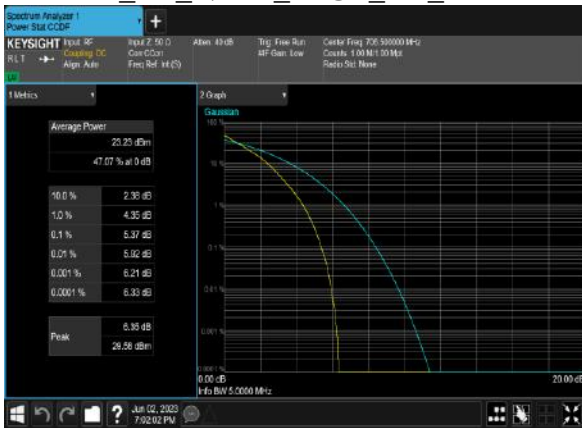 Spectrum Analyzer 1
Power Stat CCDF
+
KEYSIGHT
RLT
Input: RF
Coupling: DC
Align: Auto
Input Z: 50 Ω
Corr CCorr
Freq Ref: Int (S)
Atten: 40 dB
Trig: Free Run
#IF Gain: Low
Center Freq: 706.500000 MHz
Counts: 1.00 M/1.00 Mpt
Radio Std: None
1 Metrics
Average Power
23.23 dBm
47.07 % at 0 dB
10.0 % 2.38 dB
1.0 % 4.35 dB
0.1 % 5.37 dB
0.01 % 5.02 dB
0.001 % 6.21 dB
0.0001 % 6.33 dB
Peak
6.35 dB
29.58 dBm
2 Graph
Gaussian
100 %
10 %
1 %
0.1 %
0.01 %
0.001 %
0.0001 %
0.00 dB
20.00 dB
Info BW 5.0000 MHz
?
Jun 02, 2023
7:02:02 PM